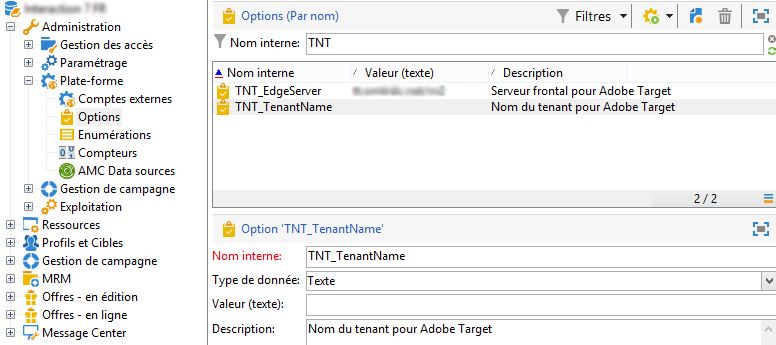 Administration
Gestion des accès
Paramétrage
Plate-forme
Comptes externes
Options
Enumérations
Compteurs
AMC Data sources
Gestion de campagne
Exploitation
Ressources
Profils et Cibles
Gestion de campagne
MRM
Offres - en édition
Offres - en ligne
Message Center
Options (Par nom)
Filtres
Nom interne: TNT
Nom interne Valeur (texte) Description
TNT_EdgeServer Serveur frontal pour Adobe Target
TNT_TenantName Nom du tenant pour Adobe Target
2 / 2
Option 'TNT_TenantName'
Nom interne: TNT_TenantName
Type de donnée: Texte
Valeur (texte):
Description: Nom du tenant pour Adobe Target